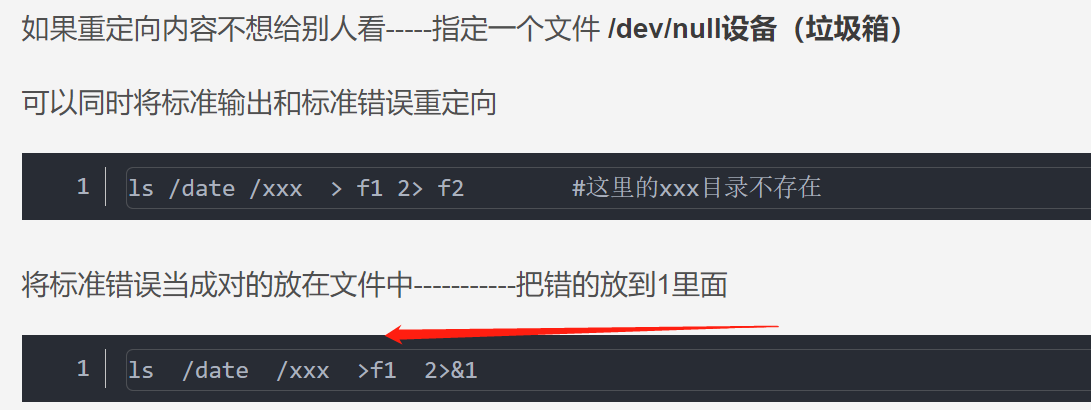 如果重定向内容不想给别人看-----指定一个文件 /dev/null设备（垃圾箱）
可以同时将标准输出和标准错误重定向
1 ls /date /xxx  > f1 2> f2        #这里的xxx目录不存在
将标准错误当成对的放在文件中-----------把错的放到1里面
1 ls  /date  /xxx  >f1  2>&1